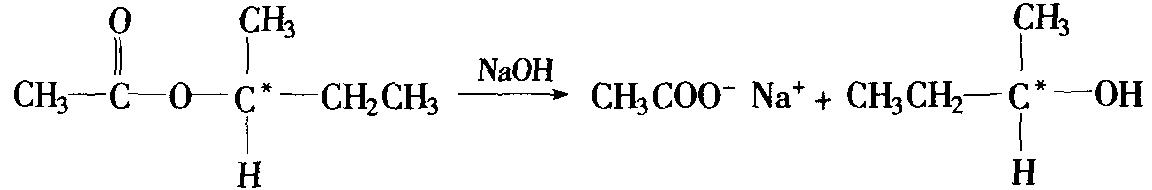 O CH₃ CH₃
CH₃—C—O—C*—CH₂CH₃ NaOH CH₃COO⁻ Na⁺ + CH₃CH₂—C*—OH
H H